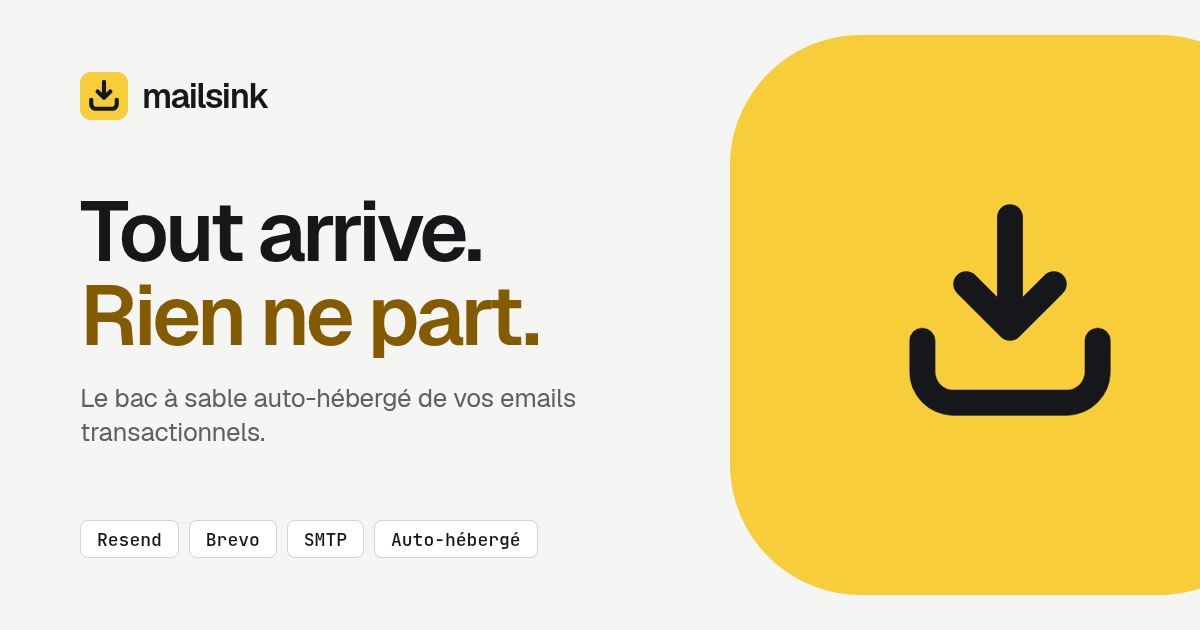 mailsink
Tout arrive.
Rien ne part.
Le bac à sable auto-hébergé de vos emails
transactionnels.
Resend
Brevo
SMTP
Auto-hébergé